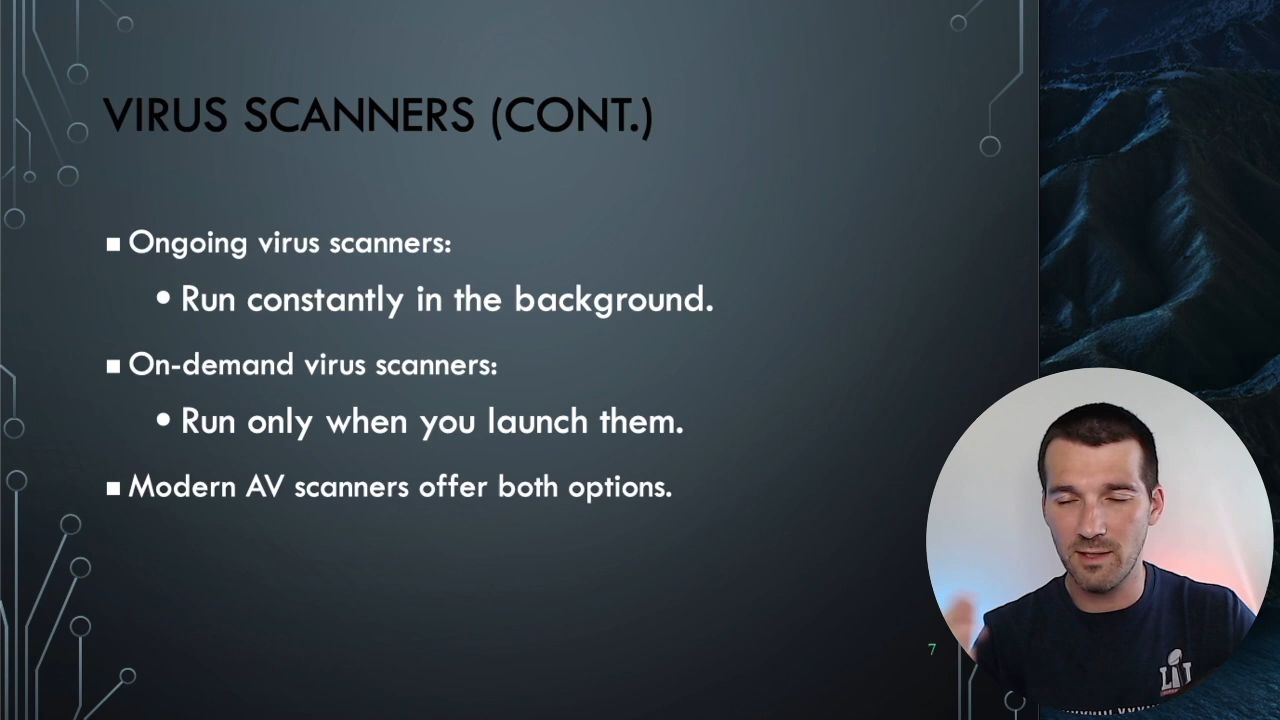 VIRUS SCANNERS (CONT.)
■ Ongoing virus scanners:
• Run constantly in the background.
■ On-demand virus scanners:
• Run only when you launch them.
■ Modern AV scanners offer both options.
7
LI